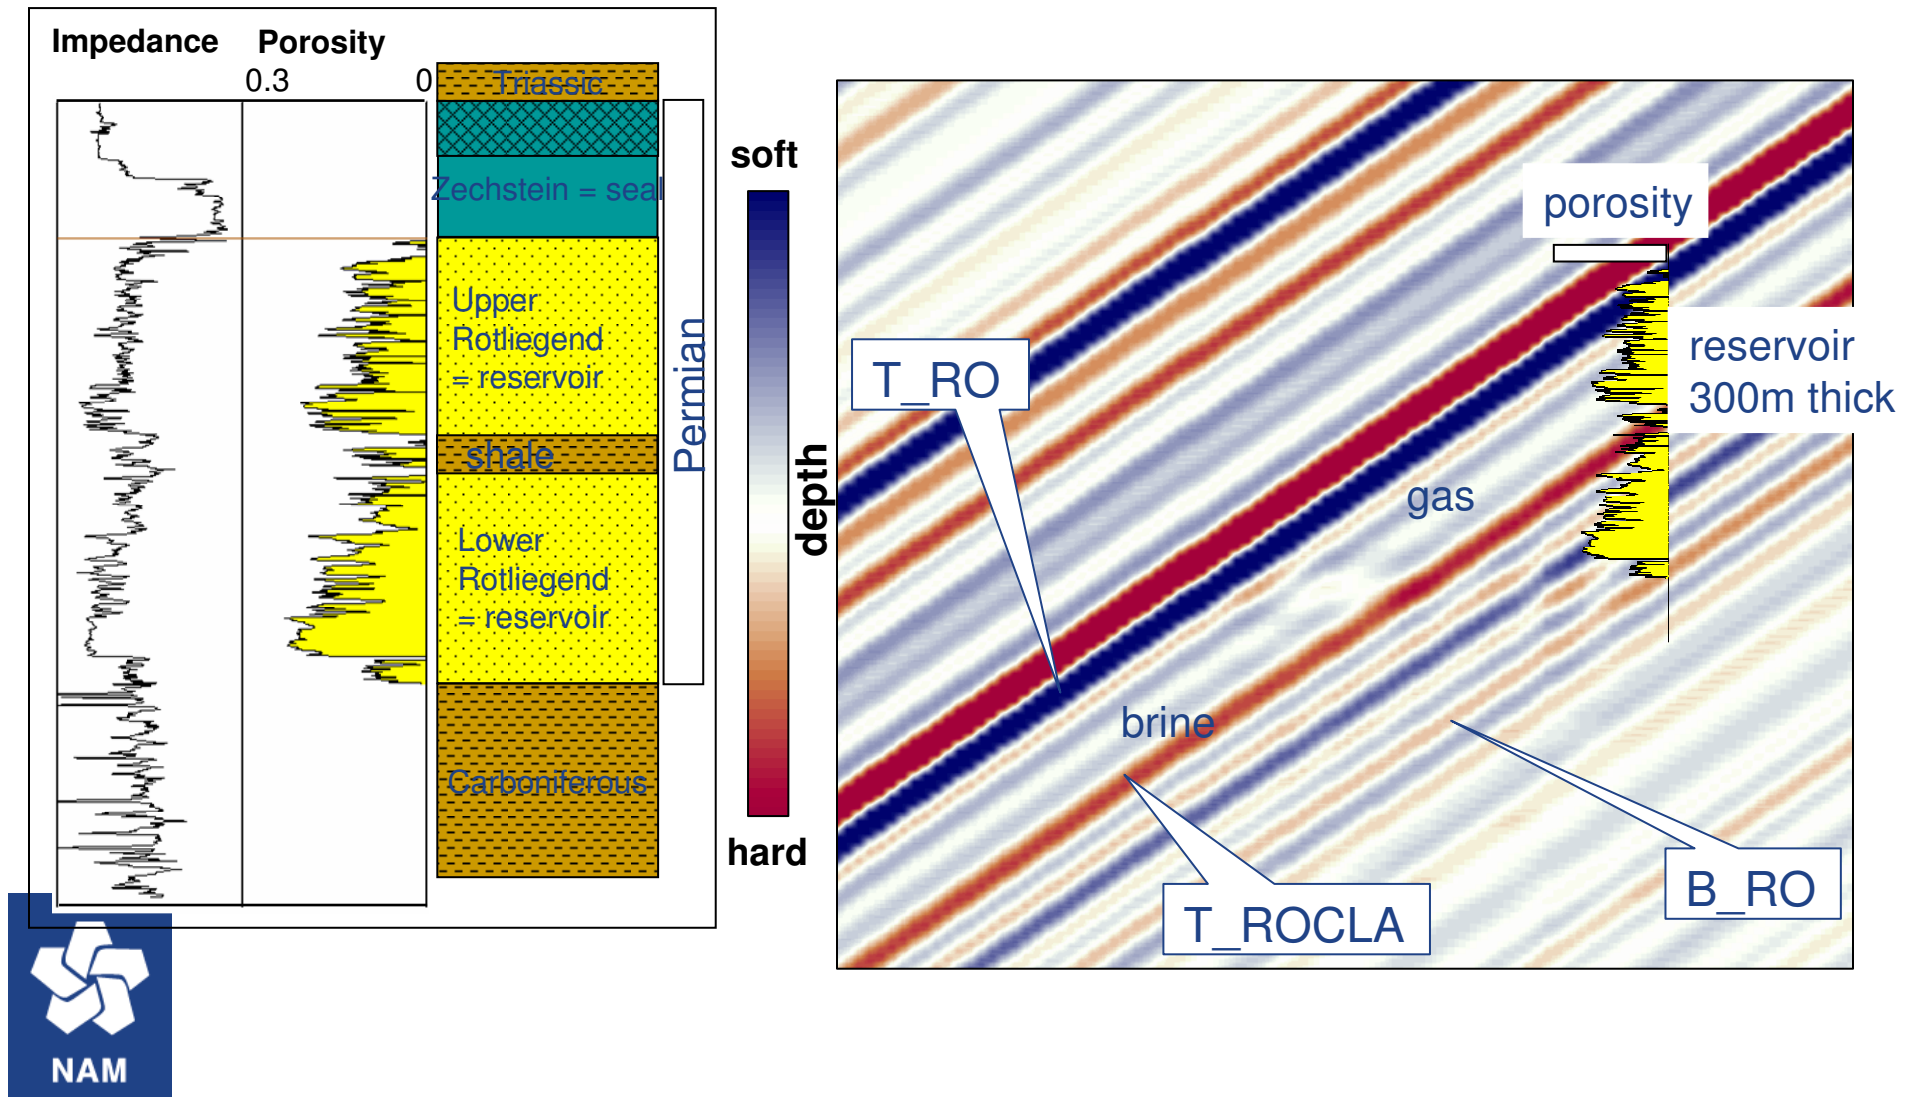 Impedance Porosity
0.3 0
Triassic
Zechstein = seal
Upper
Rotliegend
= reservoir
shale
Lower
Rotliegend
= reservoir
Carboniferous
Permian
soft
depth
hard
porosity
reservoir
300m thick
T_RO
gas
brine
T_ROCLA
B_RO
NAM